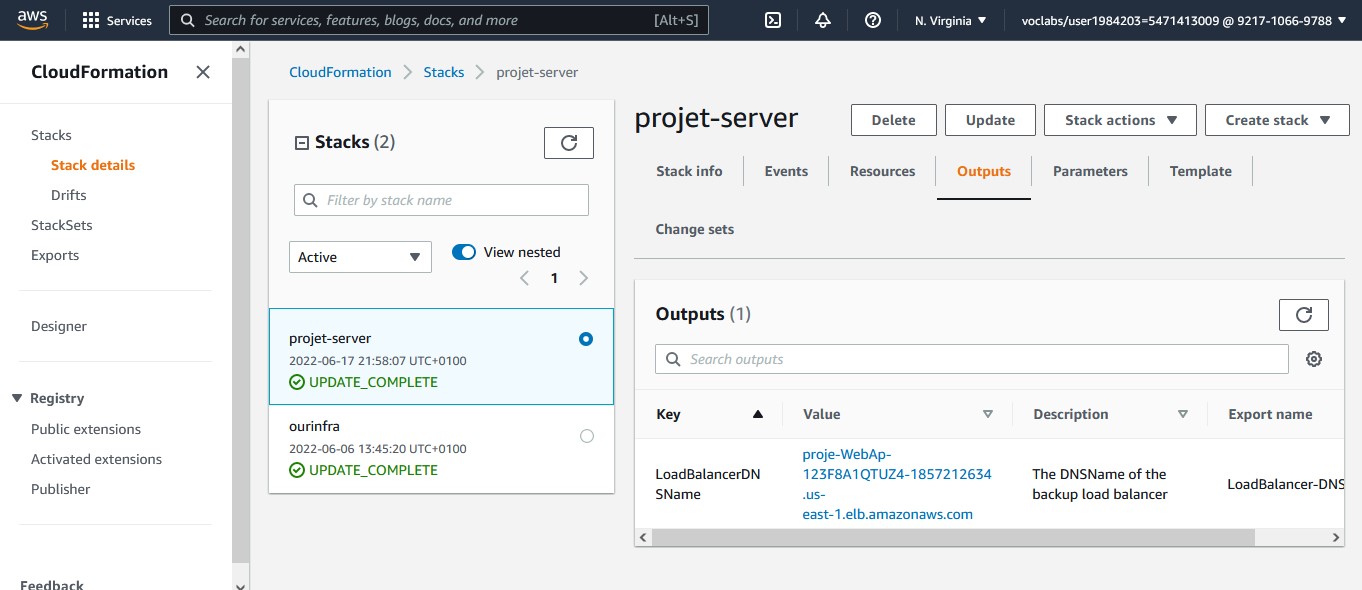 aws
Services
Search for services, features, blogs, docs, and more
[Alt+S]
N. Virginia
voclabs/user1984203=5471413009 @ 9217-1066-9788
CloudFormation
Stacks
Stack details
Drifts
StackSets
Exports
Designer
Registry
Public extensions
Activated extensions
Publisher
Feedback
CloudFormation
Stacks
projet-server
Stacks (2)
Filter by stack name
Active
View nested
1
projet-server
2022-06-17 21:58:07 UTC+0100
UPDATE_COMPLETE
ourinfra
2022-06-06 13:45:20 UTC+0100
UPDATE_COMPLETE
projet-server
Delete
Update
Stack actions
Create stack
Stack info
Events
Resources
Outputs
Parameters
Template
Change sets
Outputs (1)
Search outputs
Key
Value
Description
Export name
LoadBalancerDN
SName
proje-WebAp-
123F8A1QTUZ4-1857212634
.us-
east-1.elb.amazonaws.com
The DNSName of the
backup load balancer
LoadBalancer-DNS